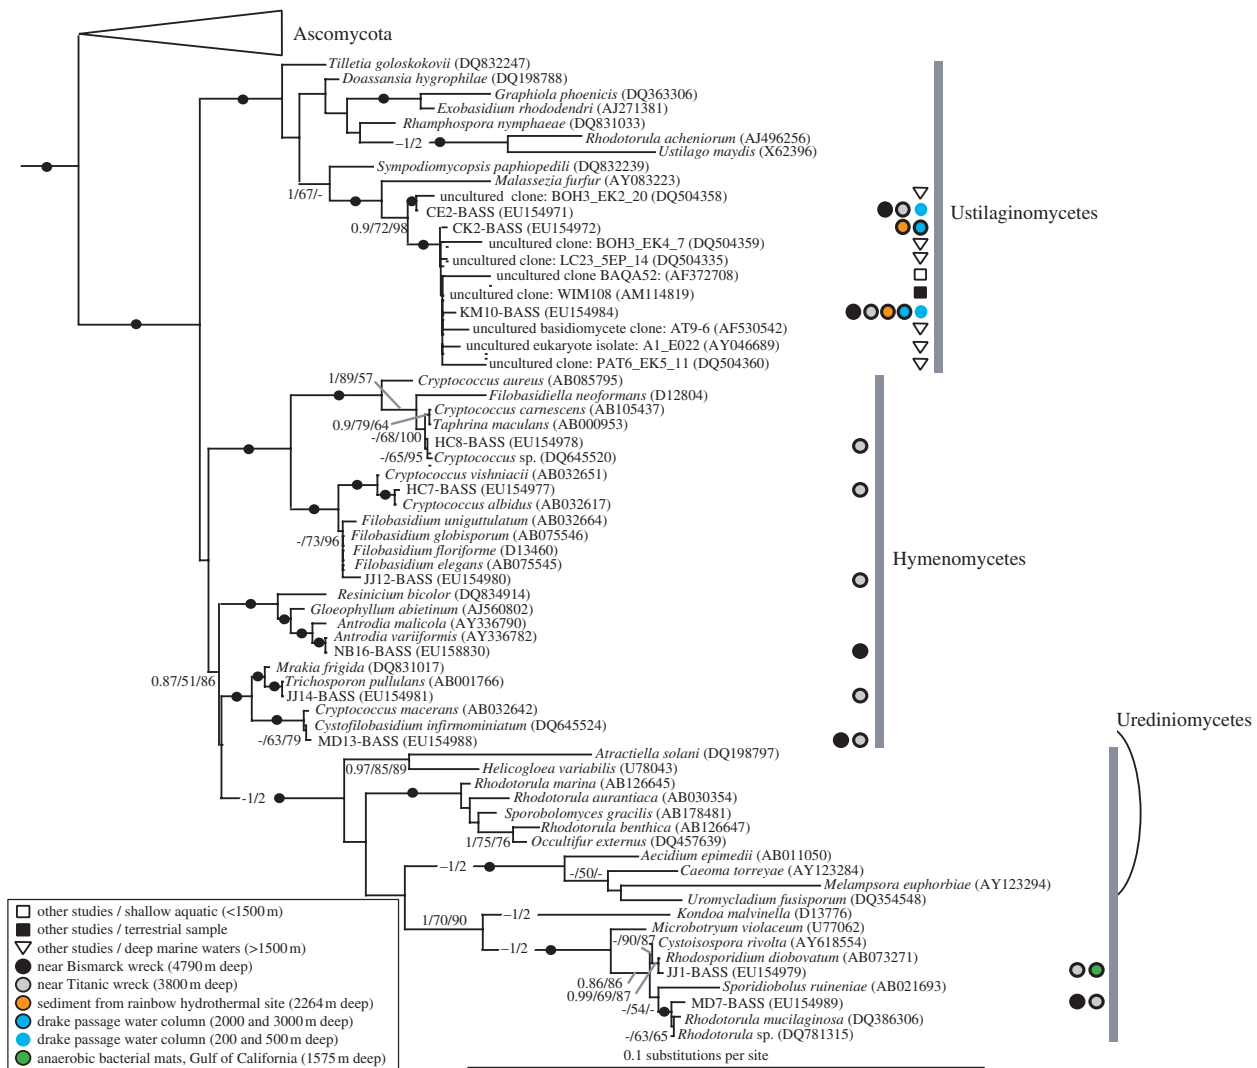 Ascomycota
Tilletia goloskokovii (DQ832247)
Doassansia hygrophilae (DQ198788)
Graphiola phoenicis (DQ363306)
Exobasidium rhododendri (AJ271381)
Rhamphospora nymphaeae (DQ831033)
Rhodotorula acheniorum (AJ496256)
–1/2
Ustilago maydis (X62396)
Sympodiomycopsis paphiopedili (DQ832239)
Malassezia furfur (AY083223)
1/67/-
uncultured clone: BOH3_EK2_20 (DQ504358)
CE2-BASS (EU154971)
Ustilaginomycetes
0.9/72/98
CK2-BASS (EU154972)
uncultured clone: BOH3_EK4_7 (DQ504359)
uncultured clone: LC23_5EP_14 (DQ504335)
uncultured clone BAQA52: (AF372708)
uncultured clone: WIM108 (AM114819)
KM10-BASS (EU154984)
uncultured basidiomycete clone: AT9-6 (AF530542)
uncultured eukaryote isolate: A1_E022 (AY046689)
uncultured clone: PAT6_EK5_11 (DQ504360)
1/89/57
Cryptococcus aureus (AB085795)
Filobasidiella neoformans (D12804)
Cryptococcus carnescens (AB105437)
0.9/79/64
Taphrina maculans (AB000953)
-/68/100
HC8-BASS (EU154978)
-/65/95
Cryptococcus sp. (DQ645520)
Cryptococcus vishniacii (AB032651)
HC7-BASS (EU154977)
Cryptococcus albidus (AB032617)
Filobasidium uniguttulatum (AB032664)
Filobasidium globisporum (AB075546)
-/73/96
Filobasidium floriforme (D13460)
Hymenomycetes
Filobasidium elegans (AB075545)
JJ12-BASS (EU154980)
Resinicium bicolor (DQ834914)
Gloeophyllum abietinum (AJ560802)
Antrodia malicola (AY336790)
Antrodia variiformis (AY336782)
NB16-BASS (EU158830)
Mrakia frigida (DQ831017)
0.87/51/86
Trichosporon pullulans (AB001766)
JJ14-BASS (EU154981)
Cryptococcus macerans (AB032642)
Cystofilobasidium infirmominiatum (DQ645524)
Urediniomycetes
-/63/79
MD13-BASS (EU154988)
Atractiella solani (DQ198797)
0.97/85/89
Helicogloea variabilis (U78043)
Rhodotorula marina (AB126645)
-1/2
Rhodotorula aurantiaca (AB030354)
Sporobolomyces gracilis (AB178481)
Rhodotorula benthica (AB126647)
1/75/76
Occultifur externus (DQ457639)
Aecidium epimedii (AB011050)
–1/2
-/50/-
Caeoma torreyae (AY123284)
Melampsora euphorbiae (AY123294)
Uromycladium fusisporum (DQ354548)
1/70/90
–1/2
Kondoa malvinella (D13776)
Microbotryum violaceum (U77062)
–1/2
-/90/87
Cystoisospora rivolta (AY618554)
Rhodosporidium diobovatum (AB073271)
JJ1-BASS (EU154979)
0.86/86
0.99/69/87
Sporidiobolus ruineniae (AB021693)
-/54/-
MD7-BASS (EU154989)
Rhodotorula mucilaginosa (DQ386306)
-/63/65
Rhodotorula sp. (DQ781315)
0.1 substitutions per site
other studies / shallow aquatic (<1500 m)
other studies / terrestrial sample
other studies / deep marine waters (>1500 m)
near Bismarck wreck (4790 m deep)
near Titanic wreck (3800 m deep)
sediment from rainbow hydrothermal site (2264 m deep)
drake passage water column (2000 and 3000 m deep)
drake passage water column (200 and 500 m deep)
anaerobic bacterial mats, Gulf of California (1575 m deep)